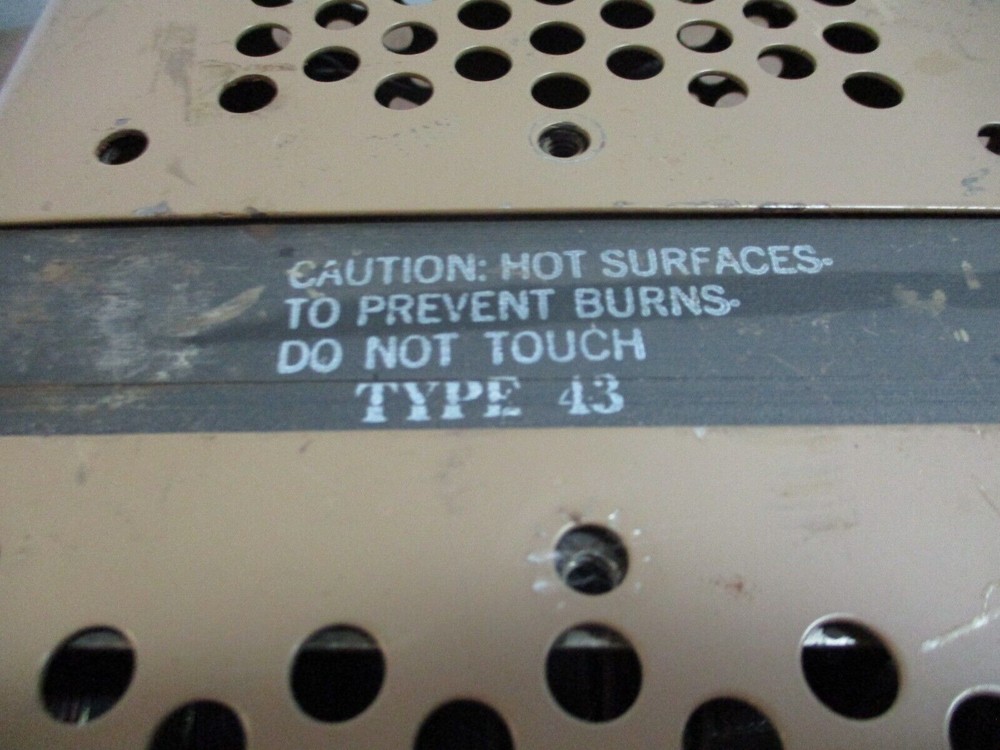 CAUTION: HOT SURFACES.
TO PREVENT BURNS.
DO NOT TOUCH
TYPE 43